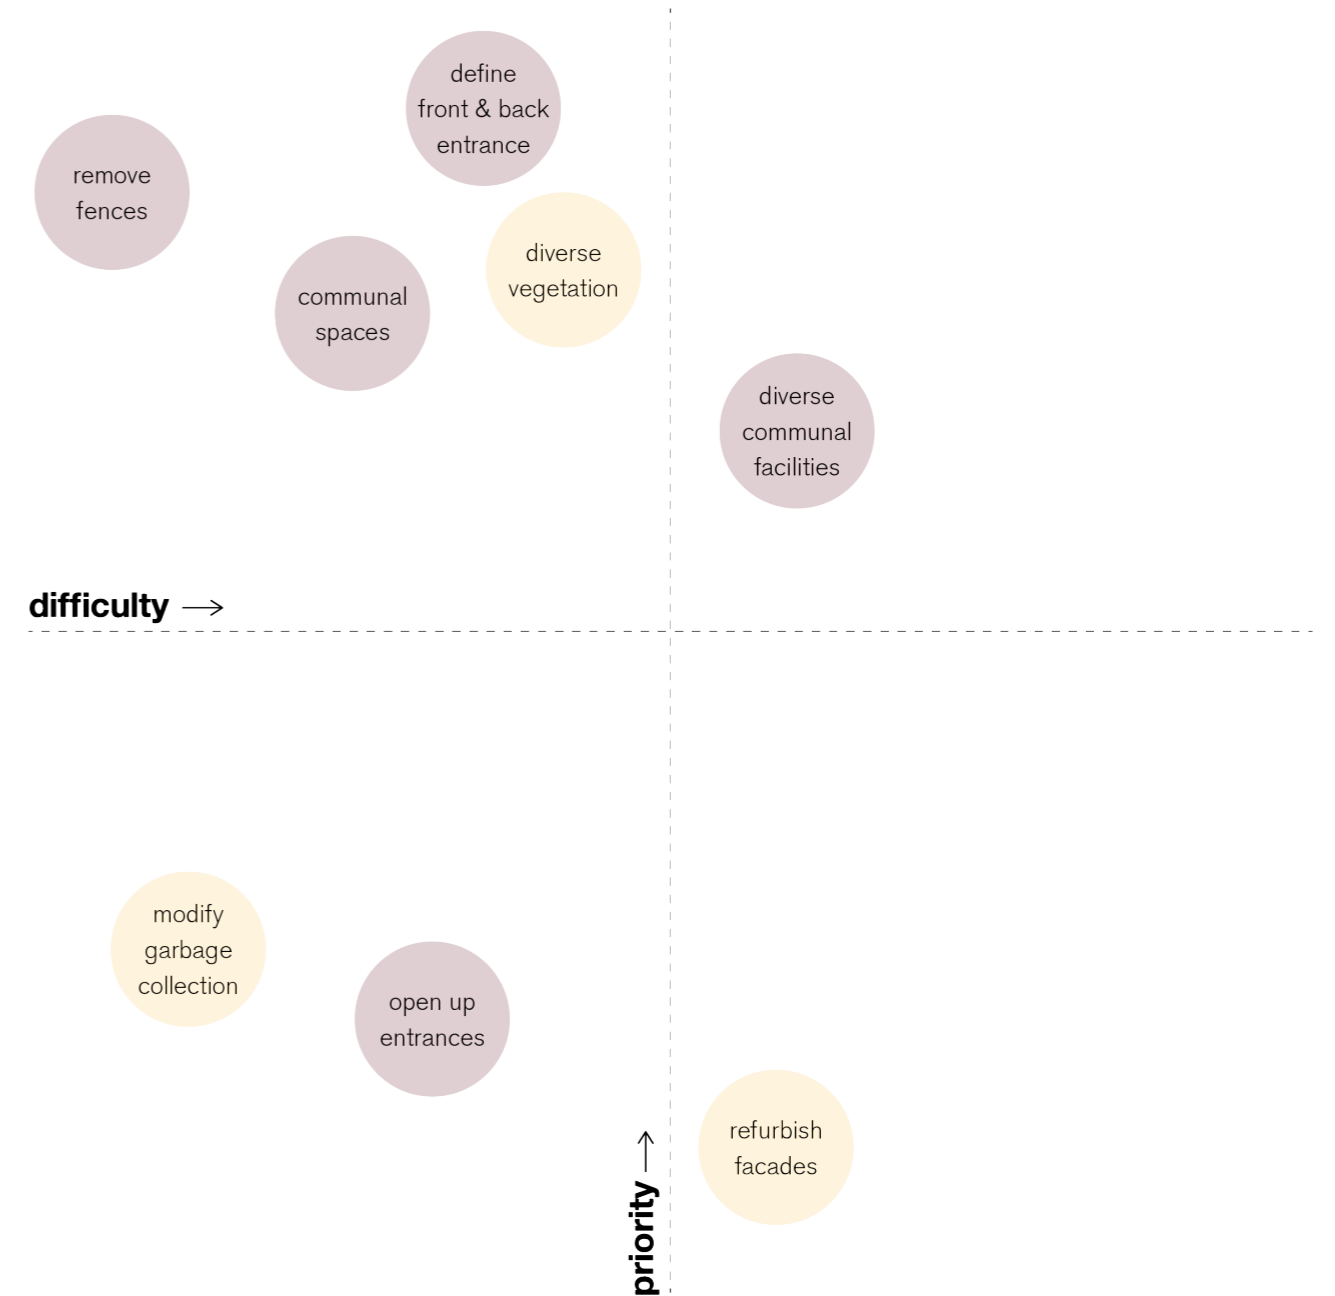 define
front & back
entrance
remove
fences
diverse
vegetation
communal
spaces
diverse
communal
facilities
difficulty →
modify
garbage
collection
open up
entrances
refurbish
facades
priority →